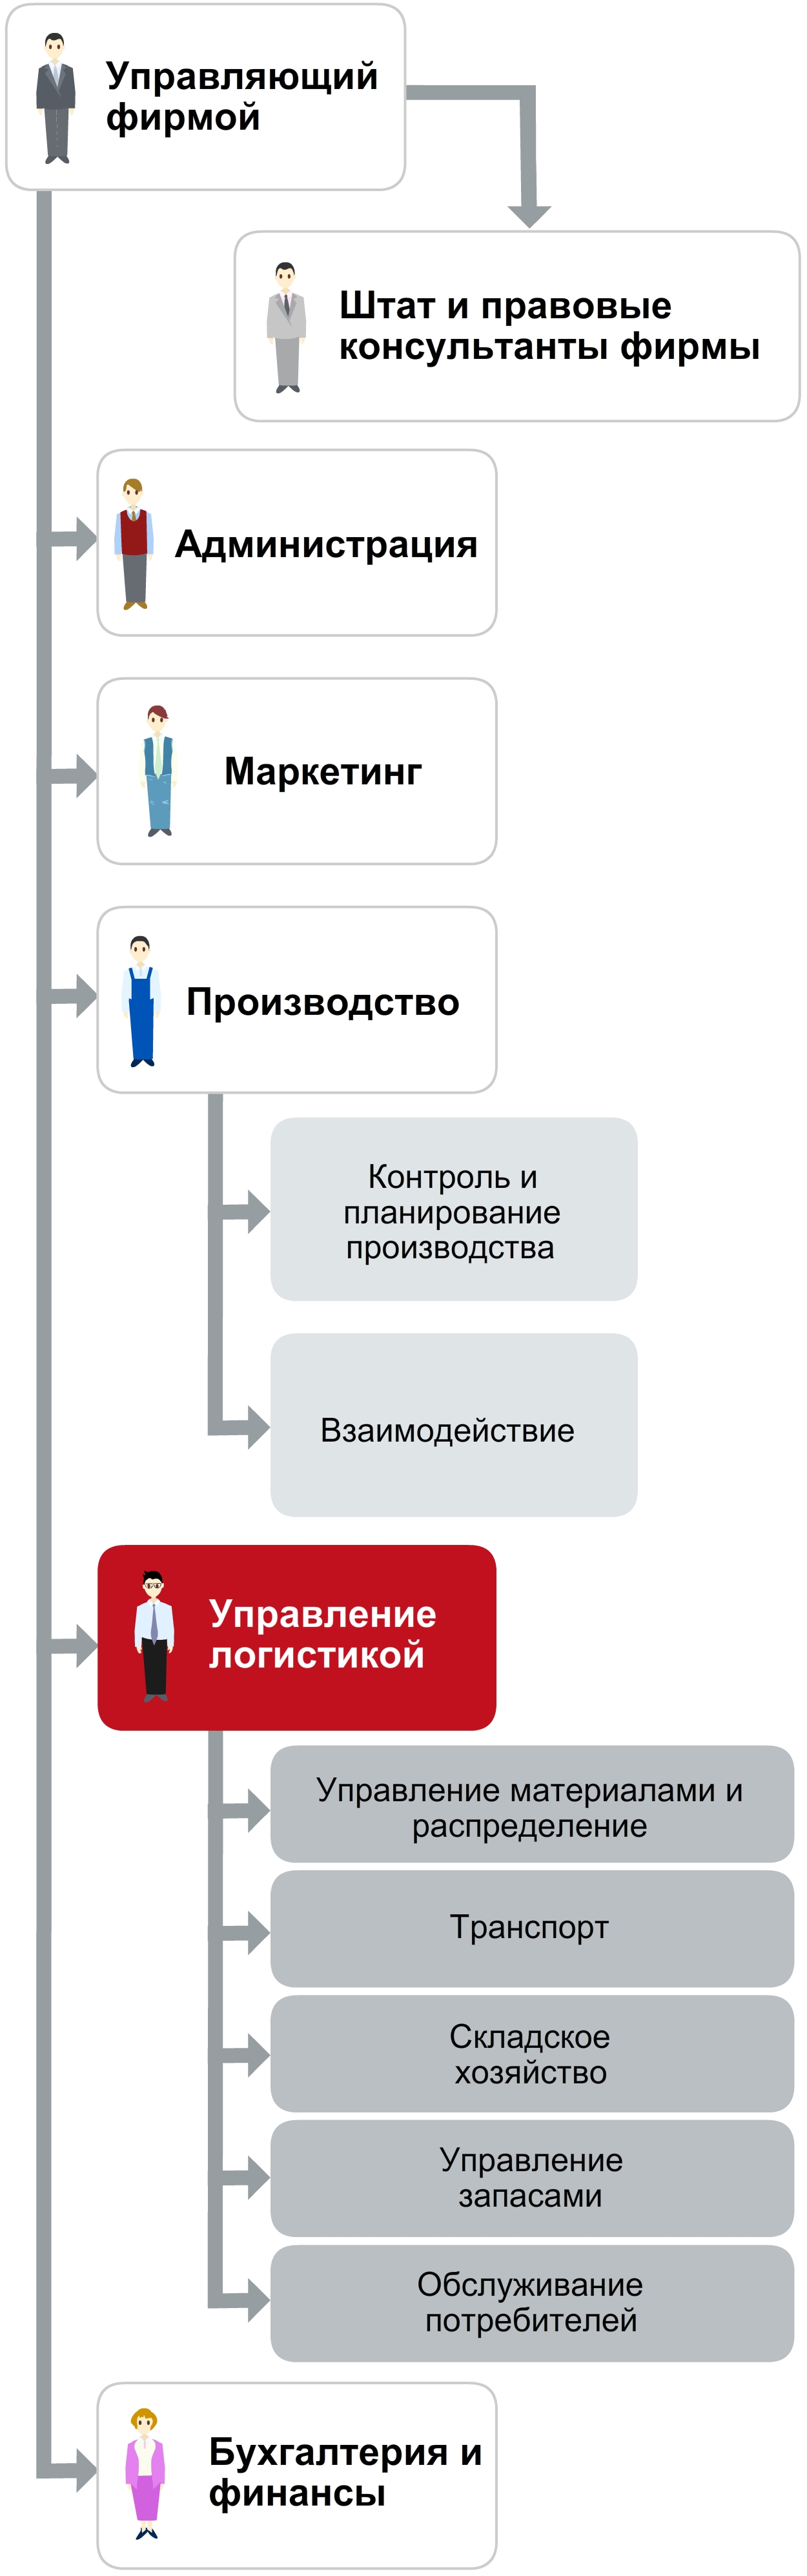 Управляющий
фирмой
Штат и правовые
консультанты фирмы
Администрация
Маркетинг
Производство
Контроль и
планирование
производства
Взаимодействие
Управление
логистикой
Управление материалами и
распределение
Транспорт
Складское
хозяйство
Управление
запасами
Обслуживание
потребителей
Бухгалтерия и
финансы